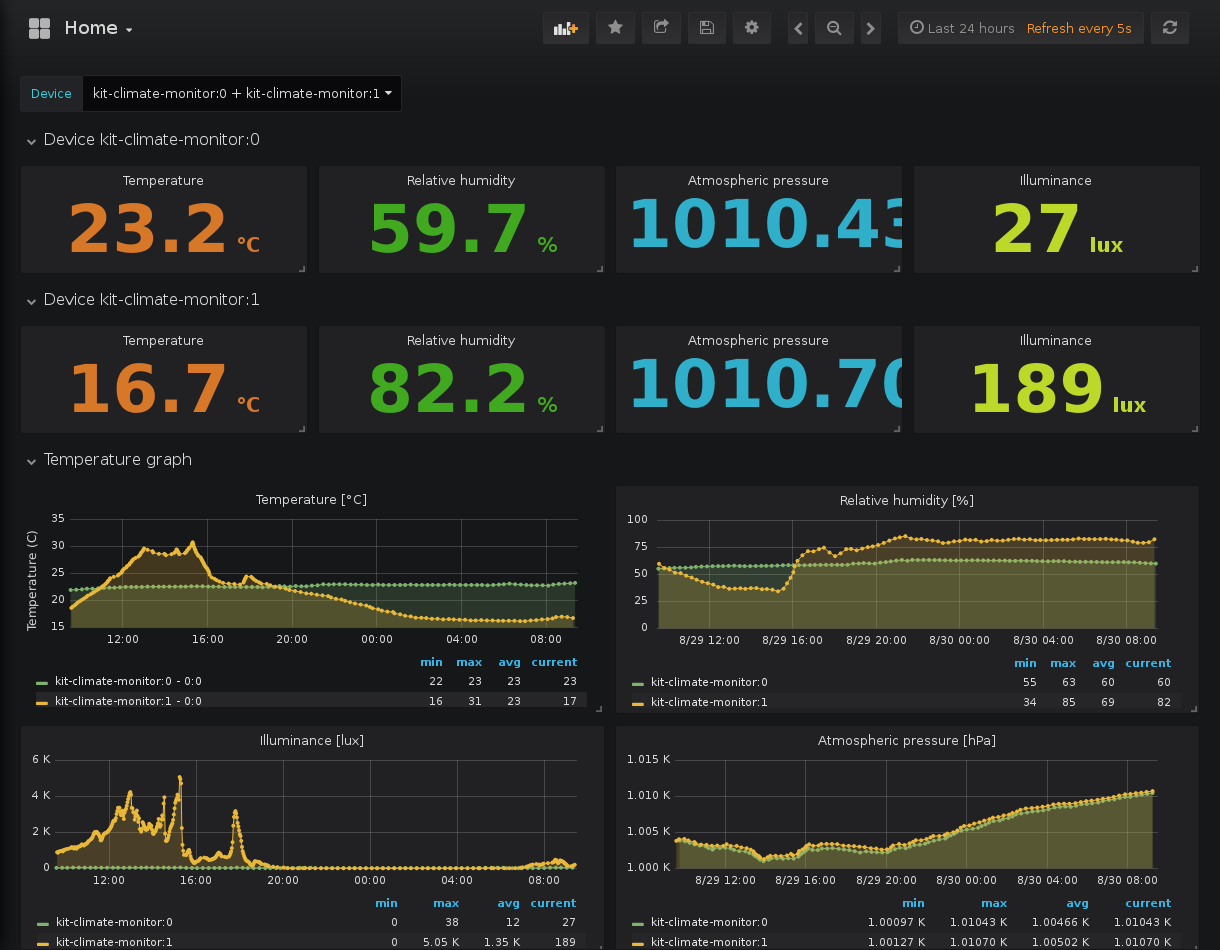 Home
Last 24 hours Refresh every 5s
Device kit-climate-monitor:0 + kit-climate-monitor:1
Device kit-climate-monitor:0
Temperature Relative humidity Atmospheric pressure Illuminance
23.2 °C 59.7 % 1010.43 27 lux
Device kit-climate-monitor:1
Temperature Relative humidity Atmospheric pressure Illuminance
16.7 °C 82.2 % 1010.70 189 lux
Temperature graph
Temperature [°C]
Temperature (C)
35
30
25
20
15
12:00 16:00 20:00 00:00 04:00 08:00
min max avg current
kit-climate-monitor:0 - 0:0 22 23 23 23
kit-climate-monitor:1 - 0:0 16 31 23 17
Relative humidity [%]
100
75
50
25
0
8/29 12:00 8/29 16:00 8/29 20:00 8/30 00:00 8/30 04:00 8/30 08:00
min max avg current
kit-climate-monitor:0 55 63 60 60
kit-climate-monitor:1 34 85 69 82
Illuminance [lux]
6 K
4 K
2 K
0
12:00 16:00 20:00 00:00 04:00 08:00
min max avg current
kit-climate-monitor:0 0 38 12 27
kit-climate-monitor:1 0 5.05 K 1.35 K 189
Atmospheric pressure [hPa]
1.015 K
1.010 K
1.005 K
1.000 K
8/29 12:00 8/29 16:00 8/29 20:00 8/30 00:00 8/30 04:00 8/30 08:00
min max avg current
kit-climate-monitor:0 1.00097 K 1.01043 K 1.00466 K 1.01043 K
kit-climate-monitor:1 1.00127 K 1.01070 K 1.00502 K 1.01070 K